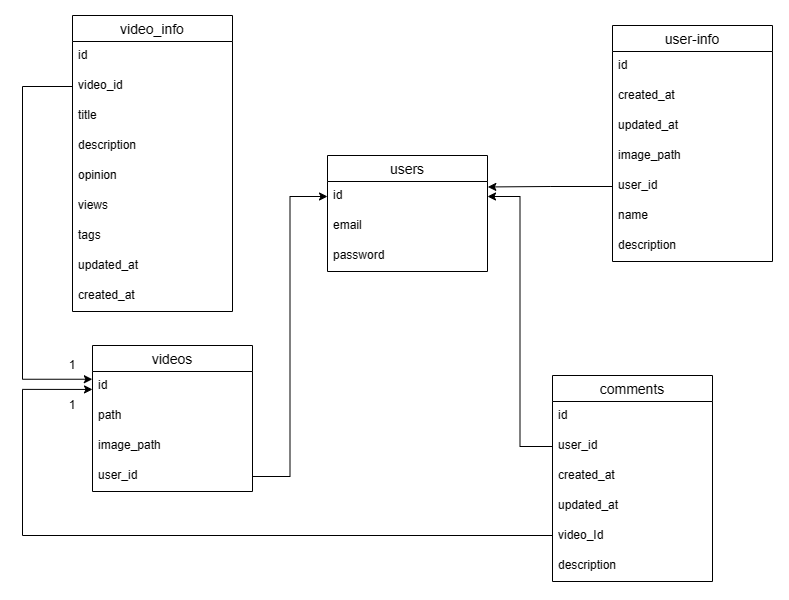 video_info
id
video_id
title
description
opinion
views
tags
updated_at
created_at
user-info
id
created_at
updated_at
image_path
user_id
name
description
users
id
email
password
1
1
videos
id
path
image_path
user_id
comments
id
user_id
created_at
updated_at
video_Id
description